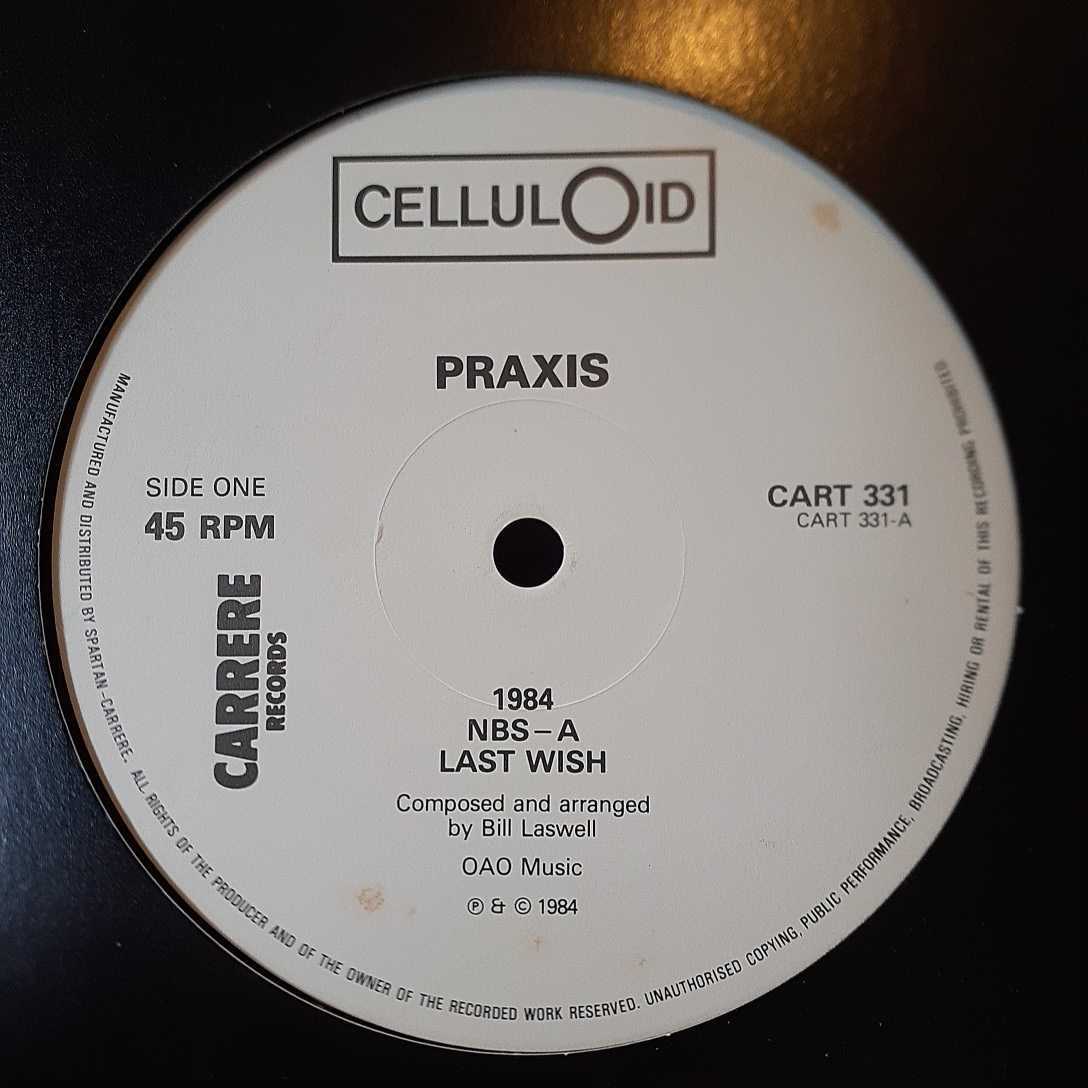 CELLULOID
PRAXIS
SIDE ONE
45 RPM
CART 331
CART 331-A
CARRERE
RECORDS
1984
NBS-A
LAST WISH
Composed and arranged
by Bill Laswell
OAO Music
℗ & © 1984
MANUFACTURED AND DISTRIBUTED BY SPARTAN-CARRERE. ALL RIGHTS OF THE PRODUCER AND OF THE OWNER OF THE RECORDED WORK RESERVED. UNAUTHORISED COPYING, PUBLIC PERFORMANCE, BROADCASTING, HIRING OR RENTAL OF THIS RECORDING PROHIBITED